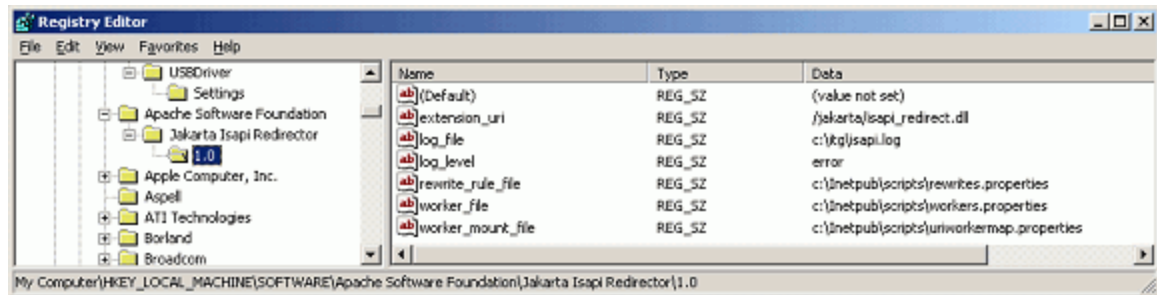 Registry Editor
File Edit View Favorites Help
USBDriver
Settings
Apache Software Foundation
Jakarta Isapi Redirector
1.0
Apple Computer, Inc.
Aspell
ATI Technologies
Borland
Broadcom
Name Type Data
(Default) REG_SZ (value not set)
extension_uri REG_SZ /jakarta/isapi_redirect.dll
log_file REG_SZ c:\itgl\isapi.log
log_level REG_SZ error
rewrite_rule_file REG_SZ c:\Inetpub\scripts\rewrites.properties
worker_file REG_SZ c:\Inetpub\scripts\workers.properties
worker_mount_file REG_SZ c:\Inetpub\scripts\uriworkermap.properties
My Computer\HKEY_LOCAL_MACHINE\SOFTWARE\Apache Software Foundation\Jakarta Isapi Redirector\1.0